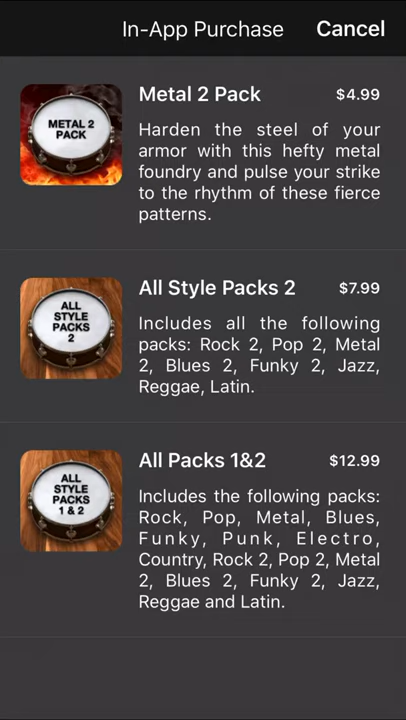 In-App Purchase Cancel
METAL 2
PACK
Metal 2 Pack $4.99
Harden the steel of your
armor with this hefty metal
foundry and pulse your strike
to the rhythm of these fierce
patterns.
ALL
STYLE
PACKS
2
All Style Packs 2 $7.99
Includes all the following
packs: Rock 2, Pop 2, Metal
2, Blues 2, Funky 2, Jazz,
Reggae, Latin.
ALL
STYLE
PACKS
1 & 2
All Packs 1&2 $12.99
Includes the following packs:
Rock, Pop, Metal, Blues,
Funky, Punk, Electro,
Country, Rock 2, Pop 2, Metal
2, Blues 2, Funky 2, Jazz,
Reggae and Latin.